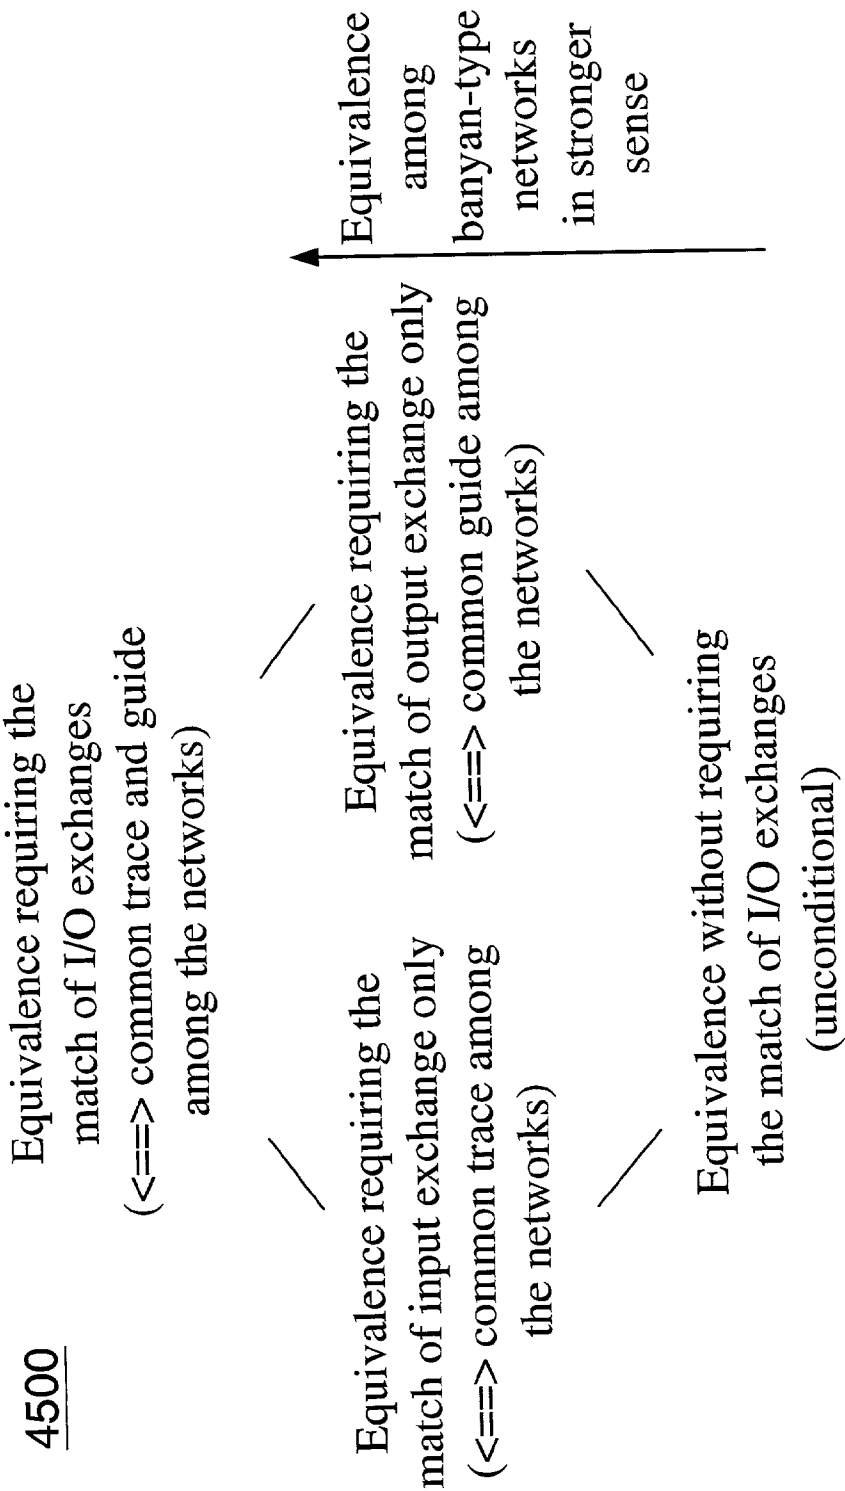 4500
Equivalence requiring the
match of I/O exchanges
(<==> common trace and guide
among the networks)
Equivalence requiring the
match of input exchange only
(<==> common trace among
the networks)
Equivalence requiring the
match of output exchange only
(<==> common guide among
the networks)
Equivalence
among
banyan-type
networks
in stronger
sense
Equivalence without requiring
the match of I/O exchanges
(unconditional)